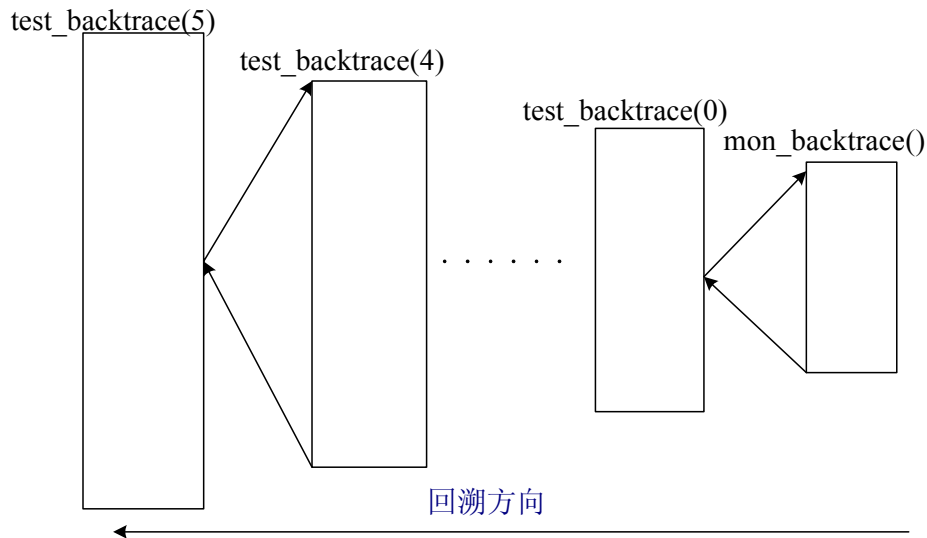 test_backtrace(5)
test_backtrace(4)
test_backtrace(0)
mon_backtrace()
· · · · · ·
回溯方向